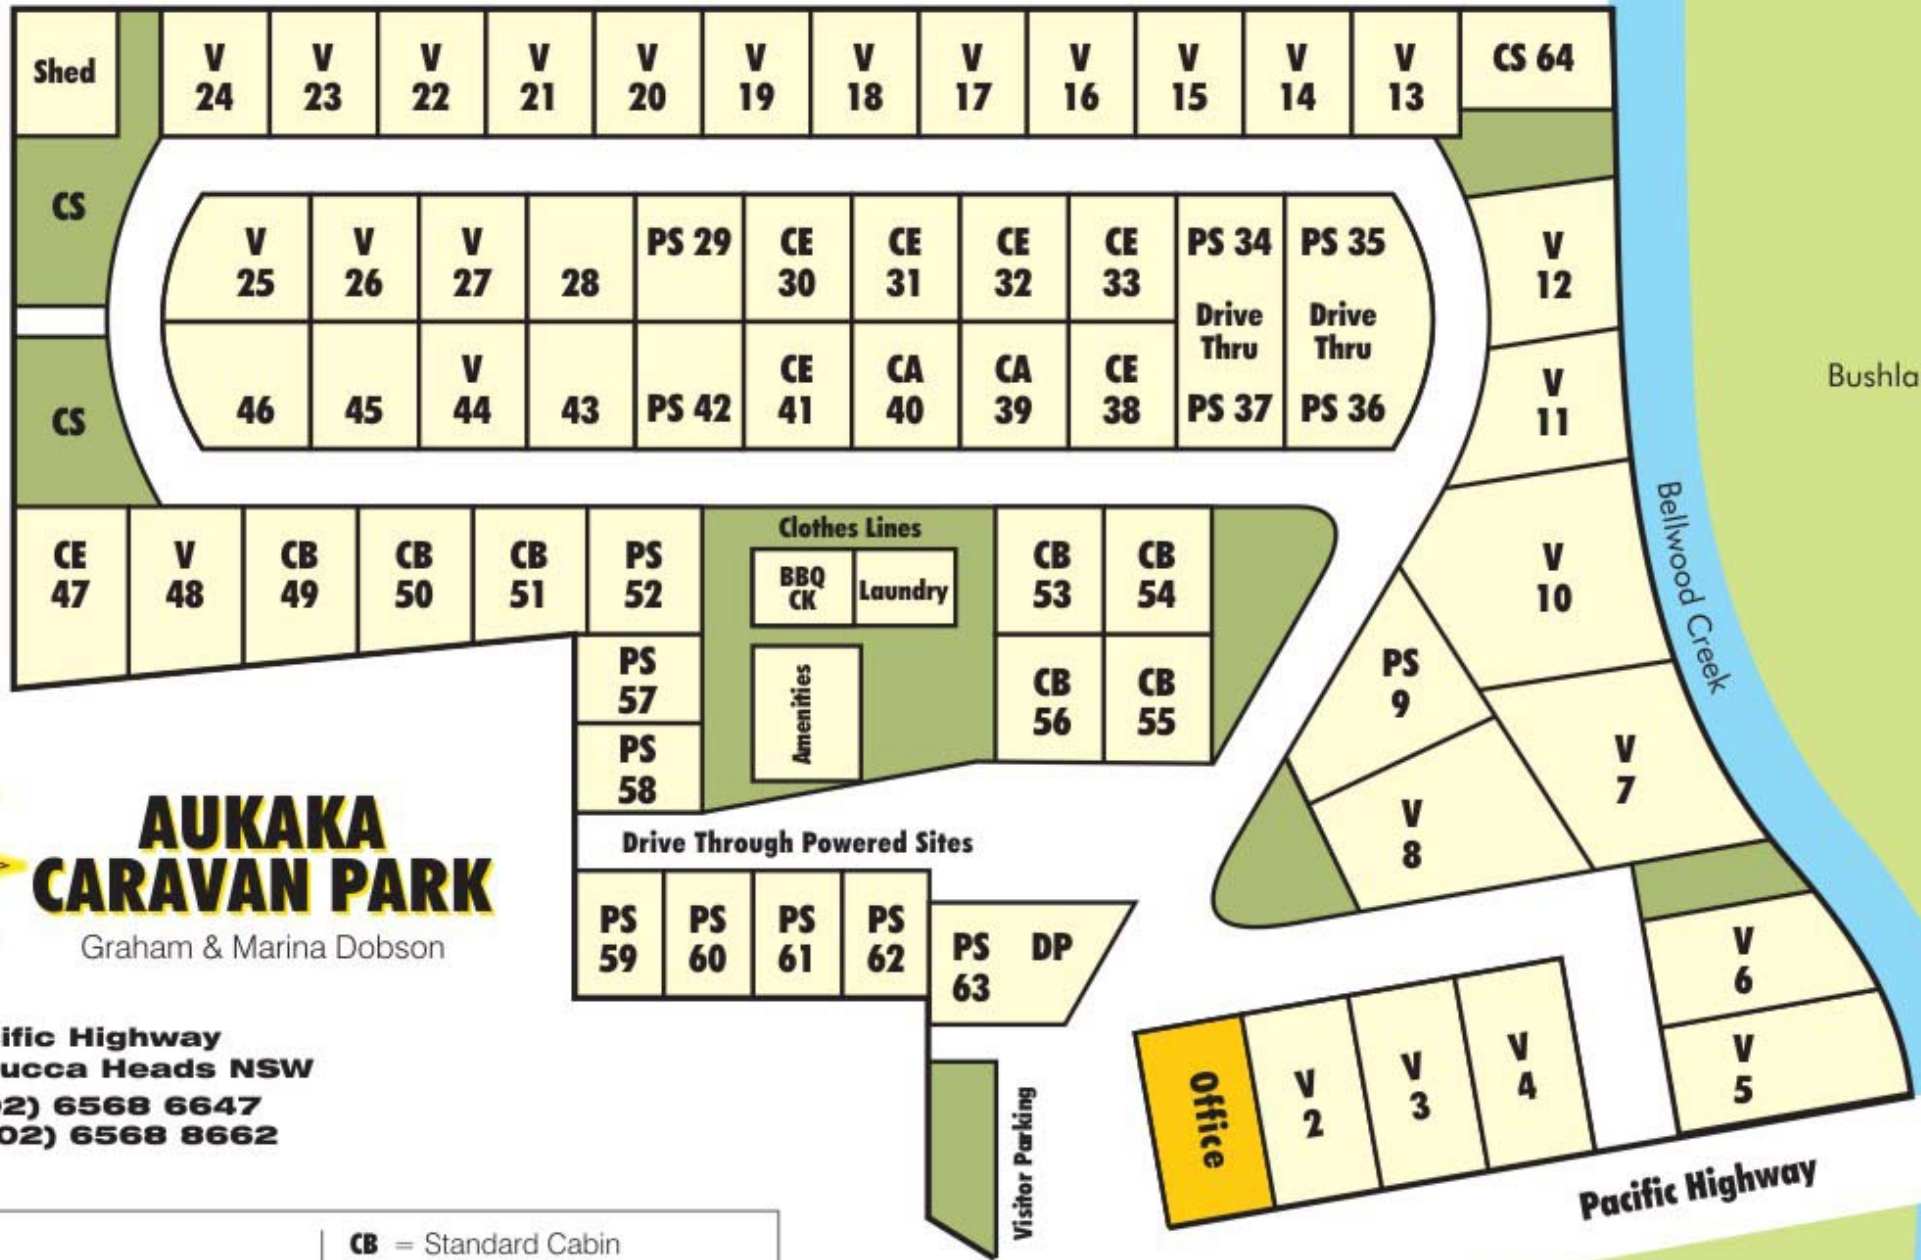 Shed
V
24
V
23
V
22
V
21
V
20
V
19
V
18
V
17
V
16
V
15
V
14
V
13
CS 64
CS
V
25
V
26
V
27
28
PS 29
CE
30
CE
31
CE
32
CE
33
PS 34
Drive
Thru
PS 37
PS 35
Drive
Thru
PS 36
V
12
46
45
V
44
43
PS 42
CE
41
CA
40
CA
39
CE
38
V
11
CS
Bushla
Bellwood Creek
CE
47
V
48
CB
49
CB
50
CB
51
PS
52
Clothes Lines
BBQ
CK
Laundry
CB
53
CB
54
V
10
PS
57
Amenities
CB
56
CB
55
PS
9
V
7
PS
58
V
8
Drive Through Powered Sites
AUKAKA
CARAVAN PARK
Graham & Marina Dobson
PS
59
PS
60
PS
61
PS
62
PS
63
DP
V
6
V
5
Office
V
2
V
3
V
4
ific Highway
ucca Heads NSW
02) 6568 6647
02) 6568 8662
Visitor Parking
Pacific Highway
CB = Standard Cabin